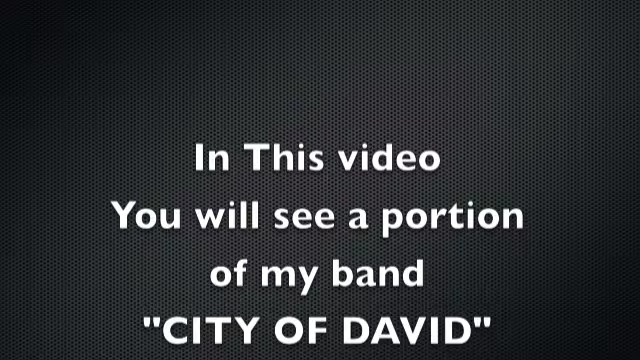 In This video
You will see a portion
of my band
"CITY OF DAVID"